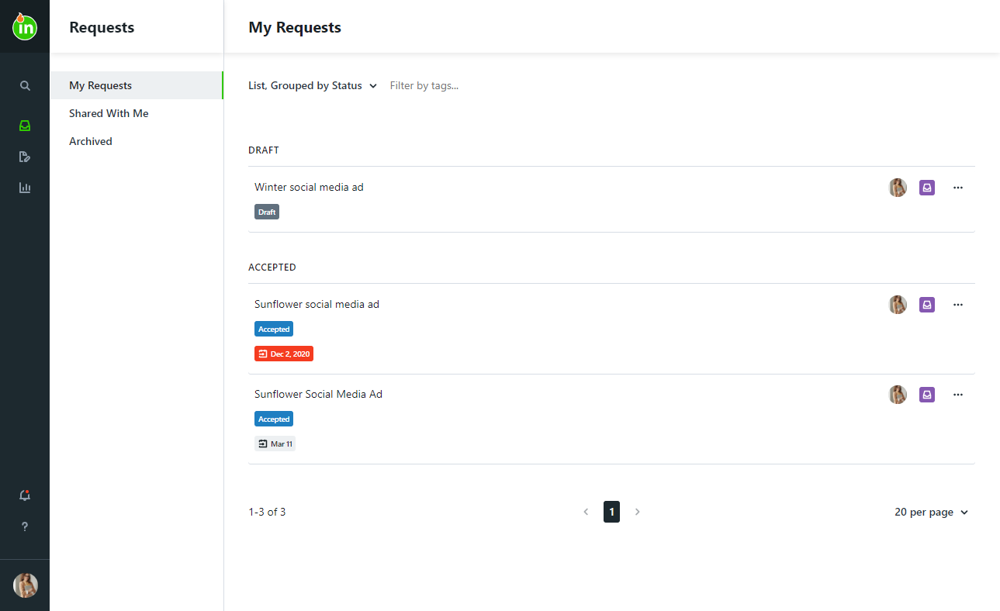 in
Requests
My Requests
My Requests
Shared With Me
Archived
List, Grouped by Status
Filter by tags...
DRAFT
Winter social media ad
Draft
ACCEPTED
Sunflower social media ad
Accepted
Dec 2, 2020
Sunflower Social Media Ad
Accepted
Mar 11
1-3 of 3
1
20 per page
?